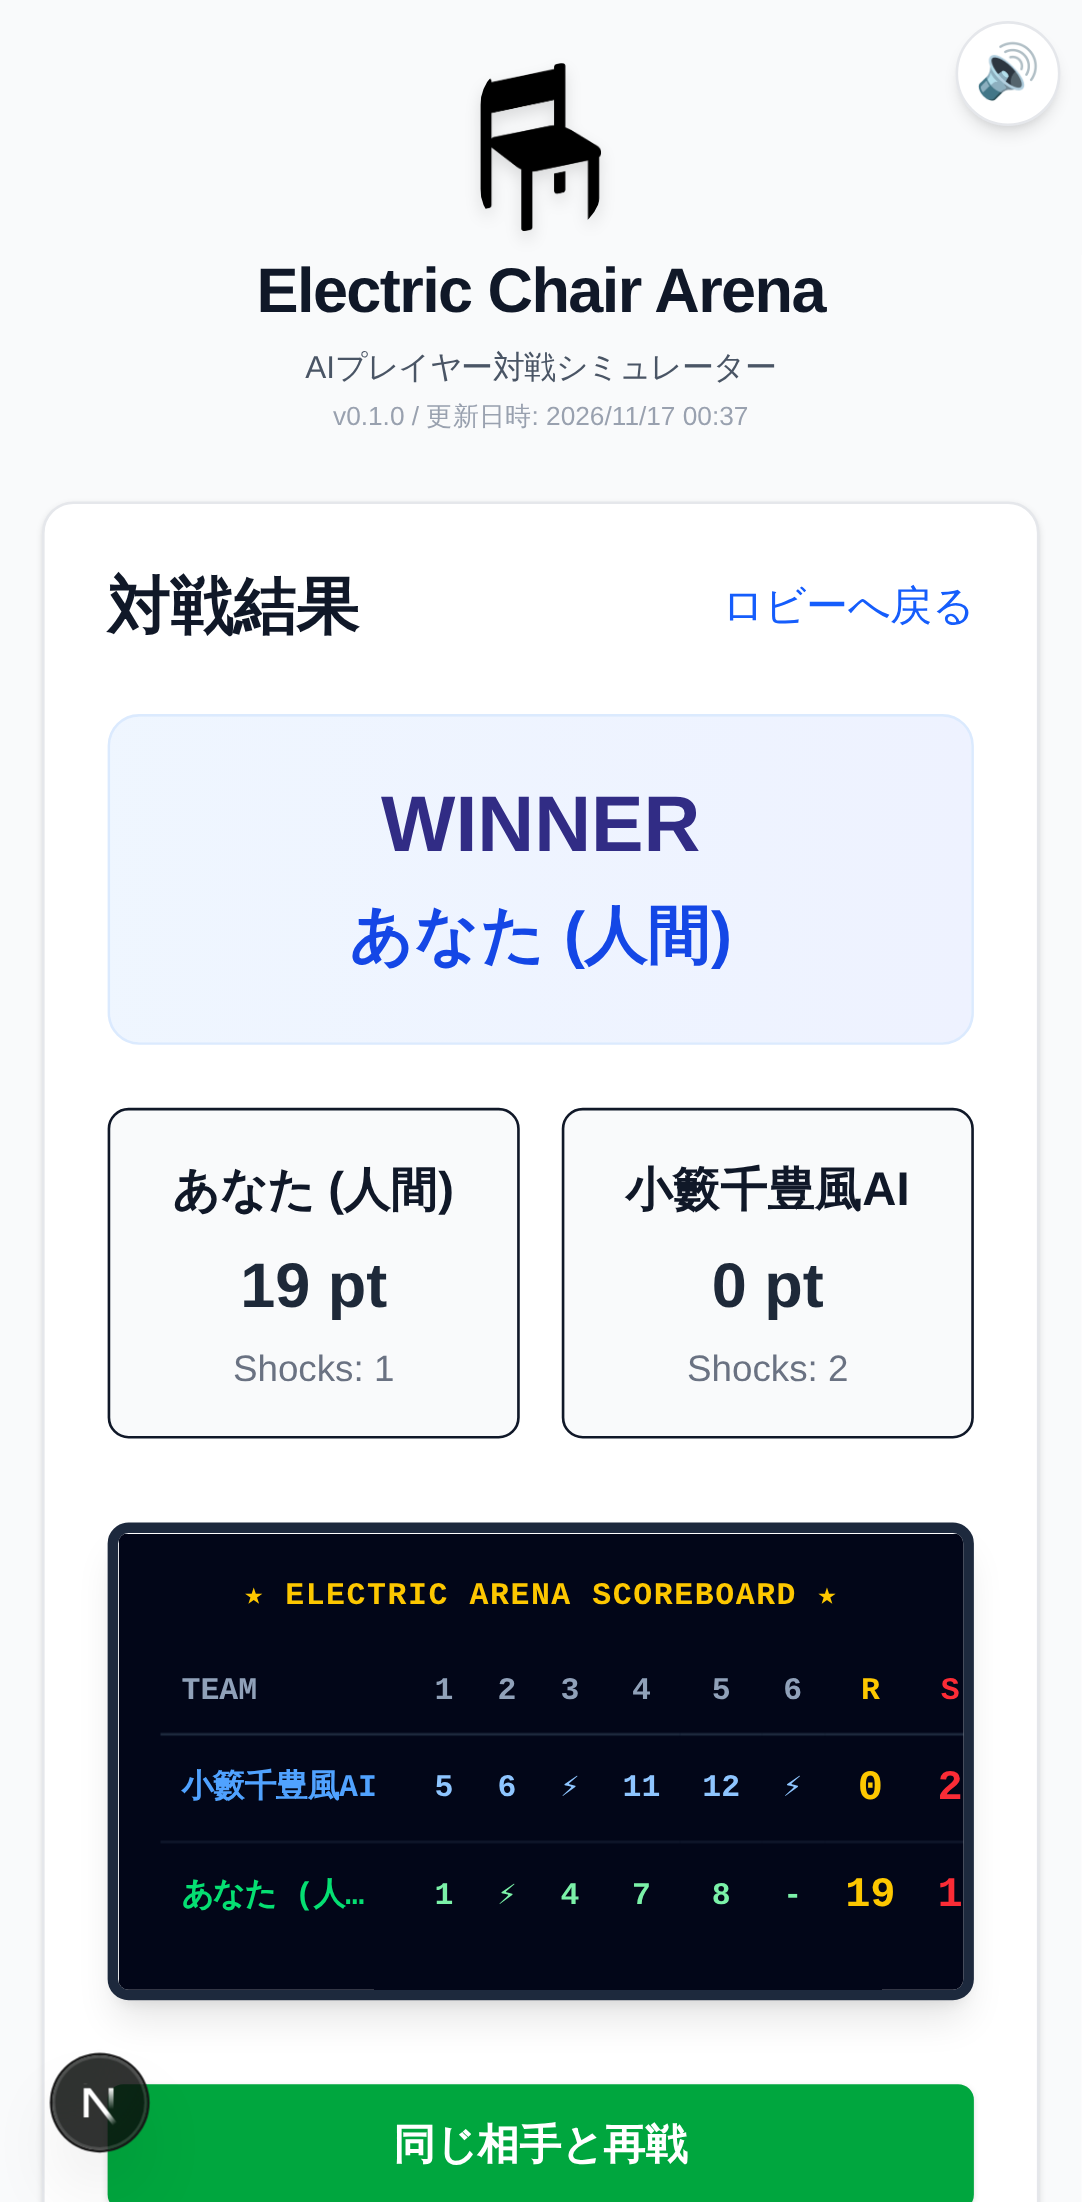 Electric Chair Arena
AIプレイヤー対戦シミュレーター
v0.1.0 / 更新日時: 2026/11/17 00:37
対戦結果
ロビーへ戻る
WINNER
あなた (人間)
あなた (人間)
19 pt
Shocks: 1
小籔千豊風AI
0 pt
Shocks: 2
★ ELECTRIC ARENA SCOREBOARD ★
TEAM 1 2 3 4 5 6 R S
小籔千豊風AI 5 6 ⚡ 11 12 ⚡ 0 2
あなた (人… 1 ⚡ 4 7 8 - 19 1
N
同じ相手と再戦